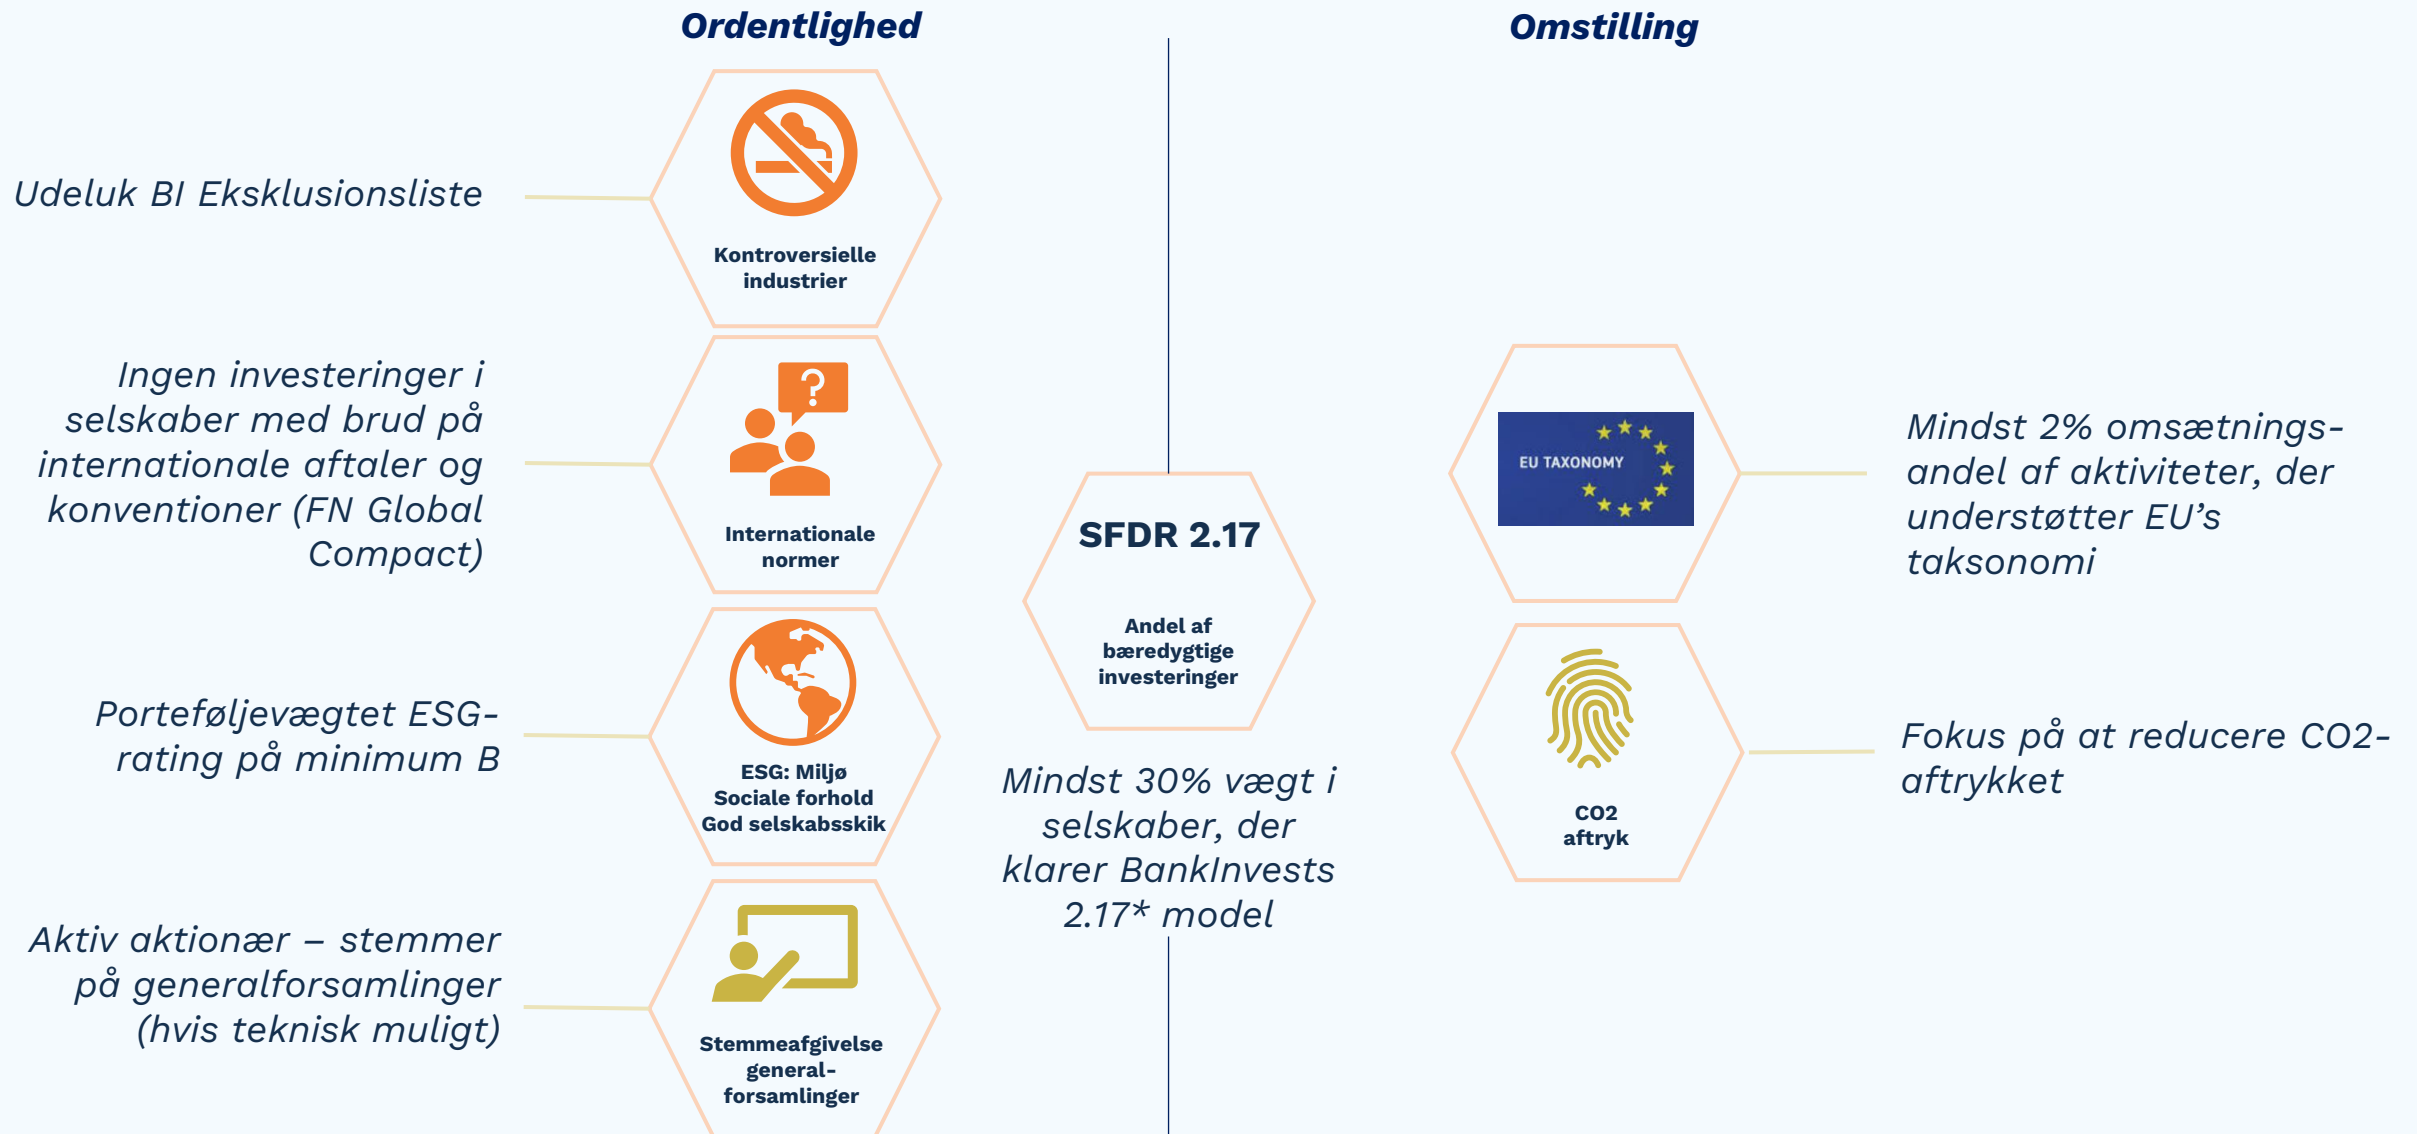 Ordentlighed
Udeluk BI Eksklusionsliste
Kontroversielle
industrier
Ingen investeringer i
selskaber med brud på
internationale aftaler og
konventioner (FN Global
Compact)
?
Internationale
normer
Porteføljevægtet ESG-
rating på minimum B
ESG: Miljø
Sociale forhold
God selskabsskik
Aktiv aktionær – stemmer
på generalforsamlinger
(hvis teknisk muligt)
Stemmeafgivelse
general-
forsamlinger
SFDR 2.17
Andel af
bæredygtige
investeringer
Mindst 30% vægt i
selskaber, der
klarer BankInvests
2.17* model
Omstilling
EU TAXONOMY
Mindst 2% omsætnings-
andel af aktiviteter, der
understøtter EU’s
taksonomi
CO2
aftryk
Fokus på at reducere CO2-
aftrykket